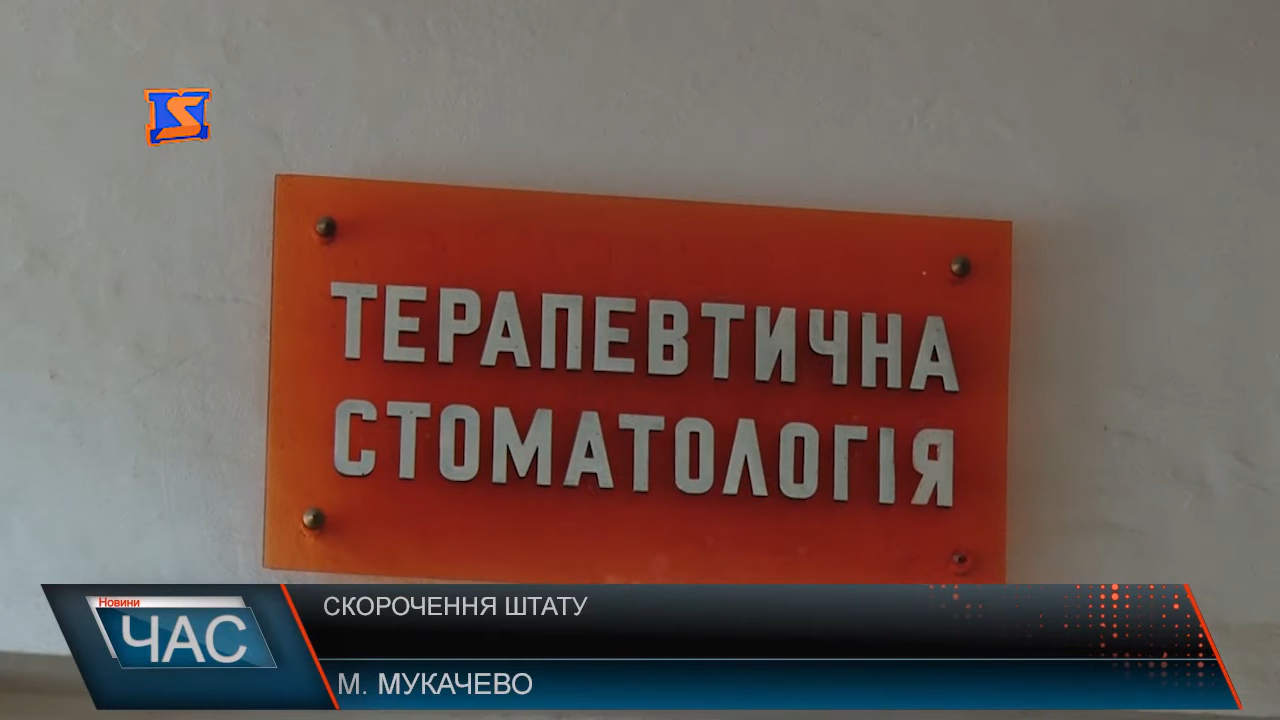 ТЕРАПЕВТИЧНА
СТОМАТОЛОГІЯ
Новини
ЧАС
СКОРОЧЕННЯ ШТАТУ
М. МУКАЧЕВО